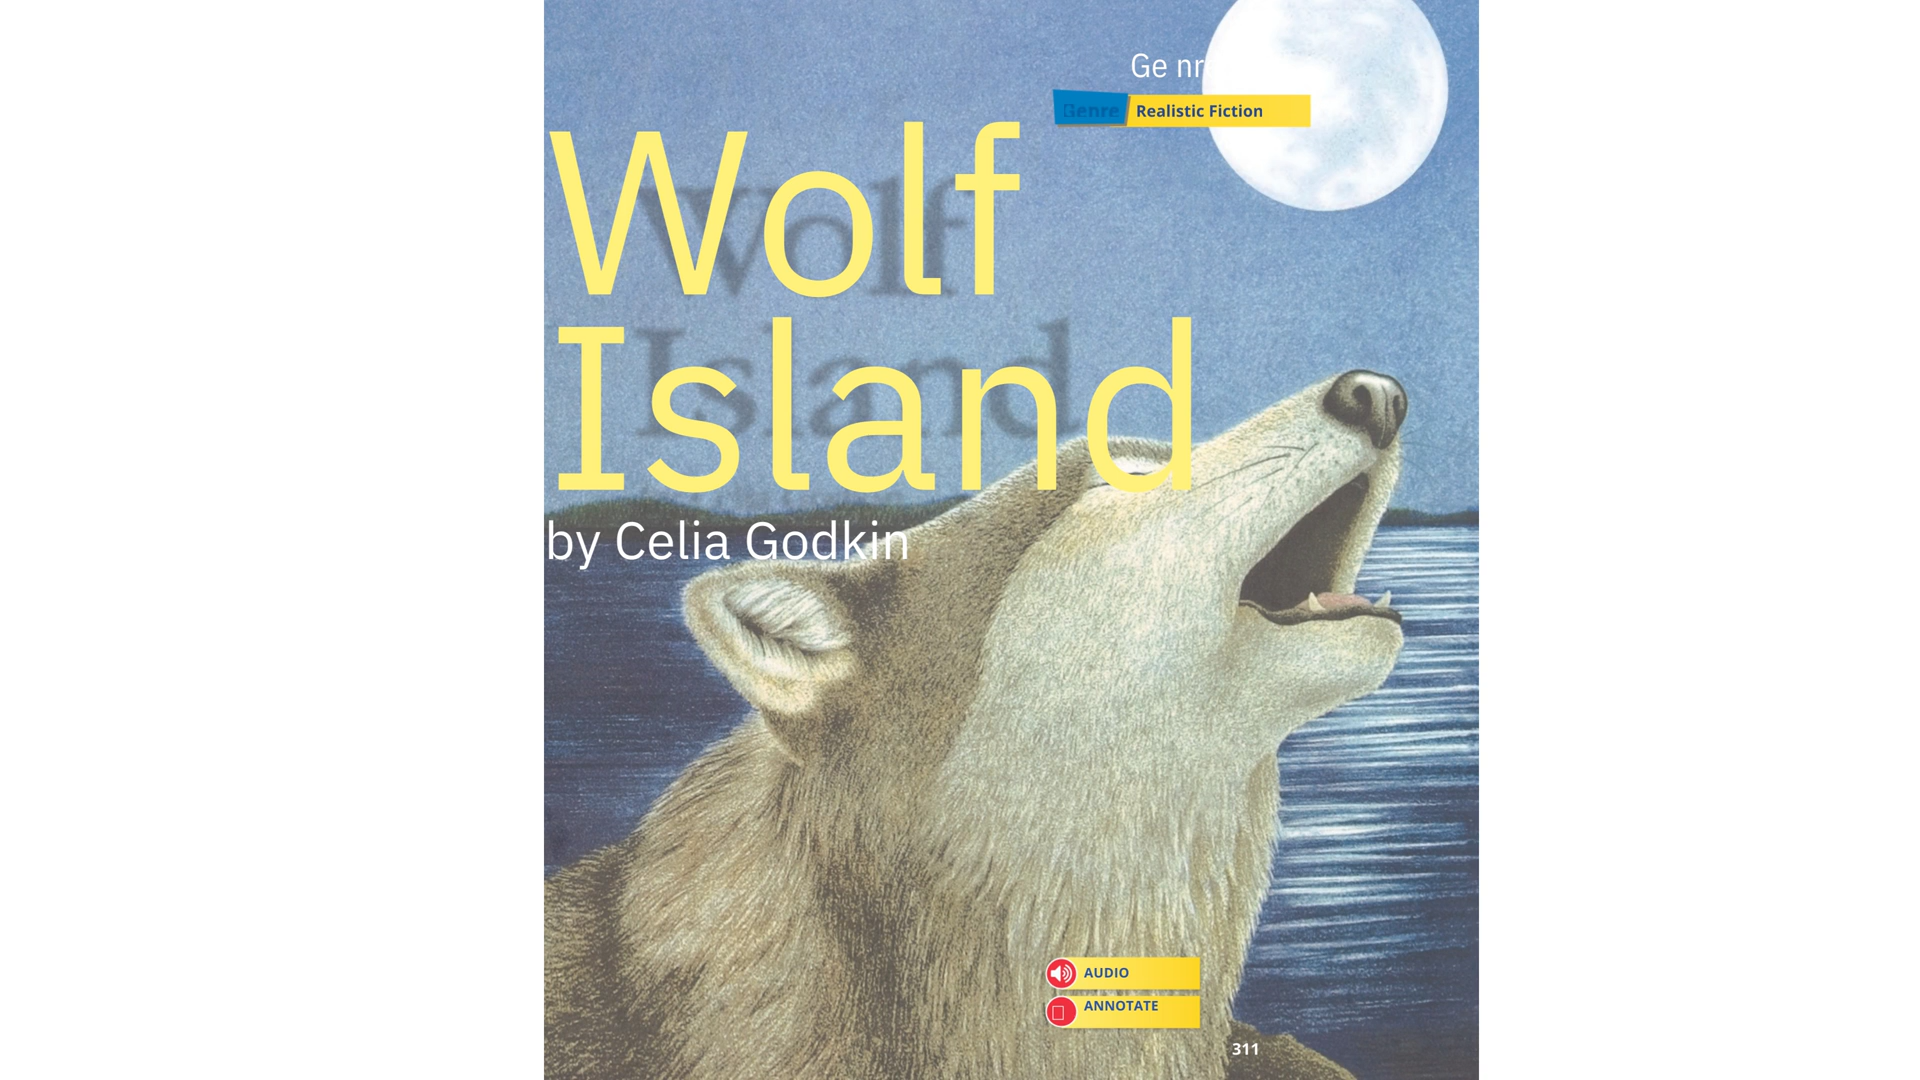 Ge nr
Genre Realistic Fiction
Wolf
Island
by Celia Godkin
AUDIO
ANNOTATE
311